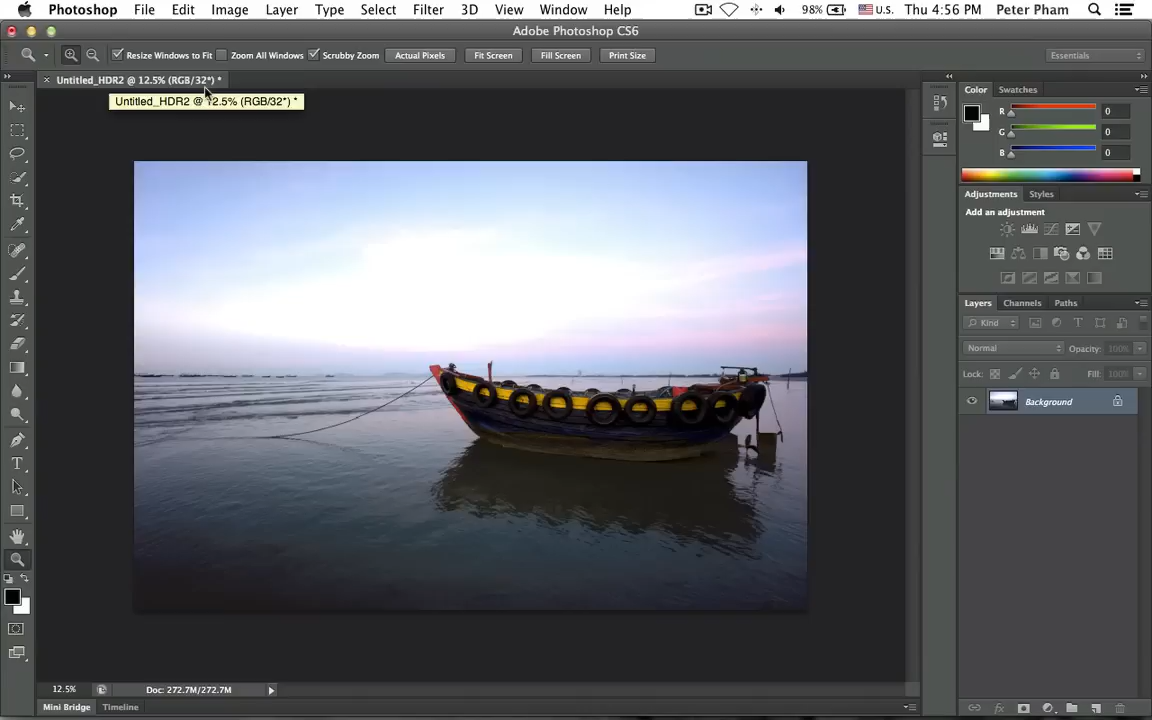 Photoshop File Edit Image Layer Type Select Filter 3D View Window Help 98% U.S. Thu 4:56 PM Peter Pham
Adobe Photoshop CS6
Resize Windows to Fit Zoom All Windows Scrubby Zoom Actual Pixels Fit Screen Fill Screen Print Size Essentials
Untitled_HDR2 @ 12.5% (RGB/32*) *
Untitled_HDR2 @ 12.5% (RGB/32*) *
Color Swatches
R 0
G 0
B 0
Adjustments Styles
Add an adjustment
Layers Channels Paths
Kind
Normal Opacity: 100%
Lock: Fill: 100%
Background
12.5% Doc: 272.7M/272.7M
Mini Bridge Timeline